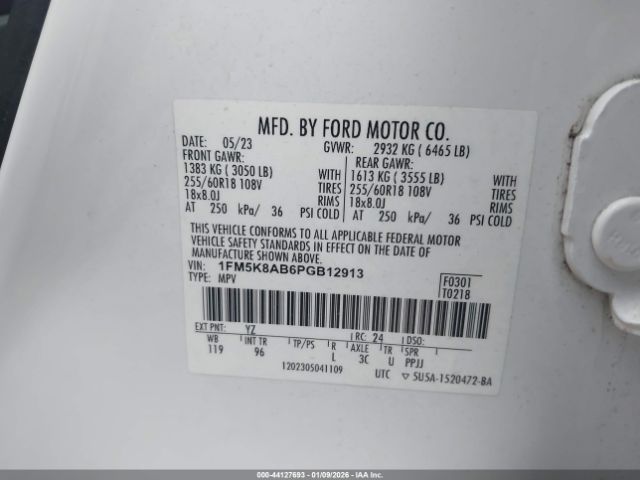 MFD. BY FORD MOTOR CO.
DATE: 05/23 GVWR: 2932 KG ( 6465 LB)
FRONT GAWR: REAR GAWR:
1383 KG ( 3050 LB) WITH 1613 KG ( 3555 LB) WITH
255/60R18 108V TIRES 255/60R18 108V TIRES
18x8.0J RIMS 18x8.0J RIMS
AT 250 kPa/ 36 PSI COLD AT 250 kPa/ 36 PSI COLD
THIS VEHICLE CONFORMS TO ALL APPLICABLE FEDERAL MOTOR
VEHICLE SAFETY STANDARDS IN EFFECT ON THE DATE OF
MANUFACTURE SHOWN ABOVE.
VIN: 1FM5K8AB6PGB12913 F0301
TYPE: MPV T0218
EXT PNT: YZ RC: 24 DSO:
WB INT TR TP/PS R AXLE TR SPR
119 96 L 3C U PPJJ
1202305041109 UTC 5U5A-1520472-BA
000-44127693 - 01/09/2026 - IAAI.COM